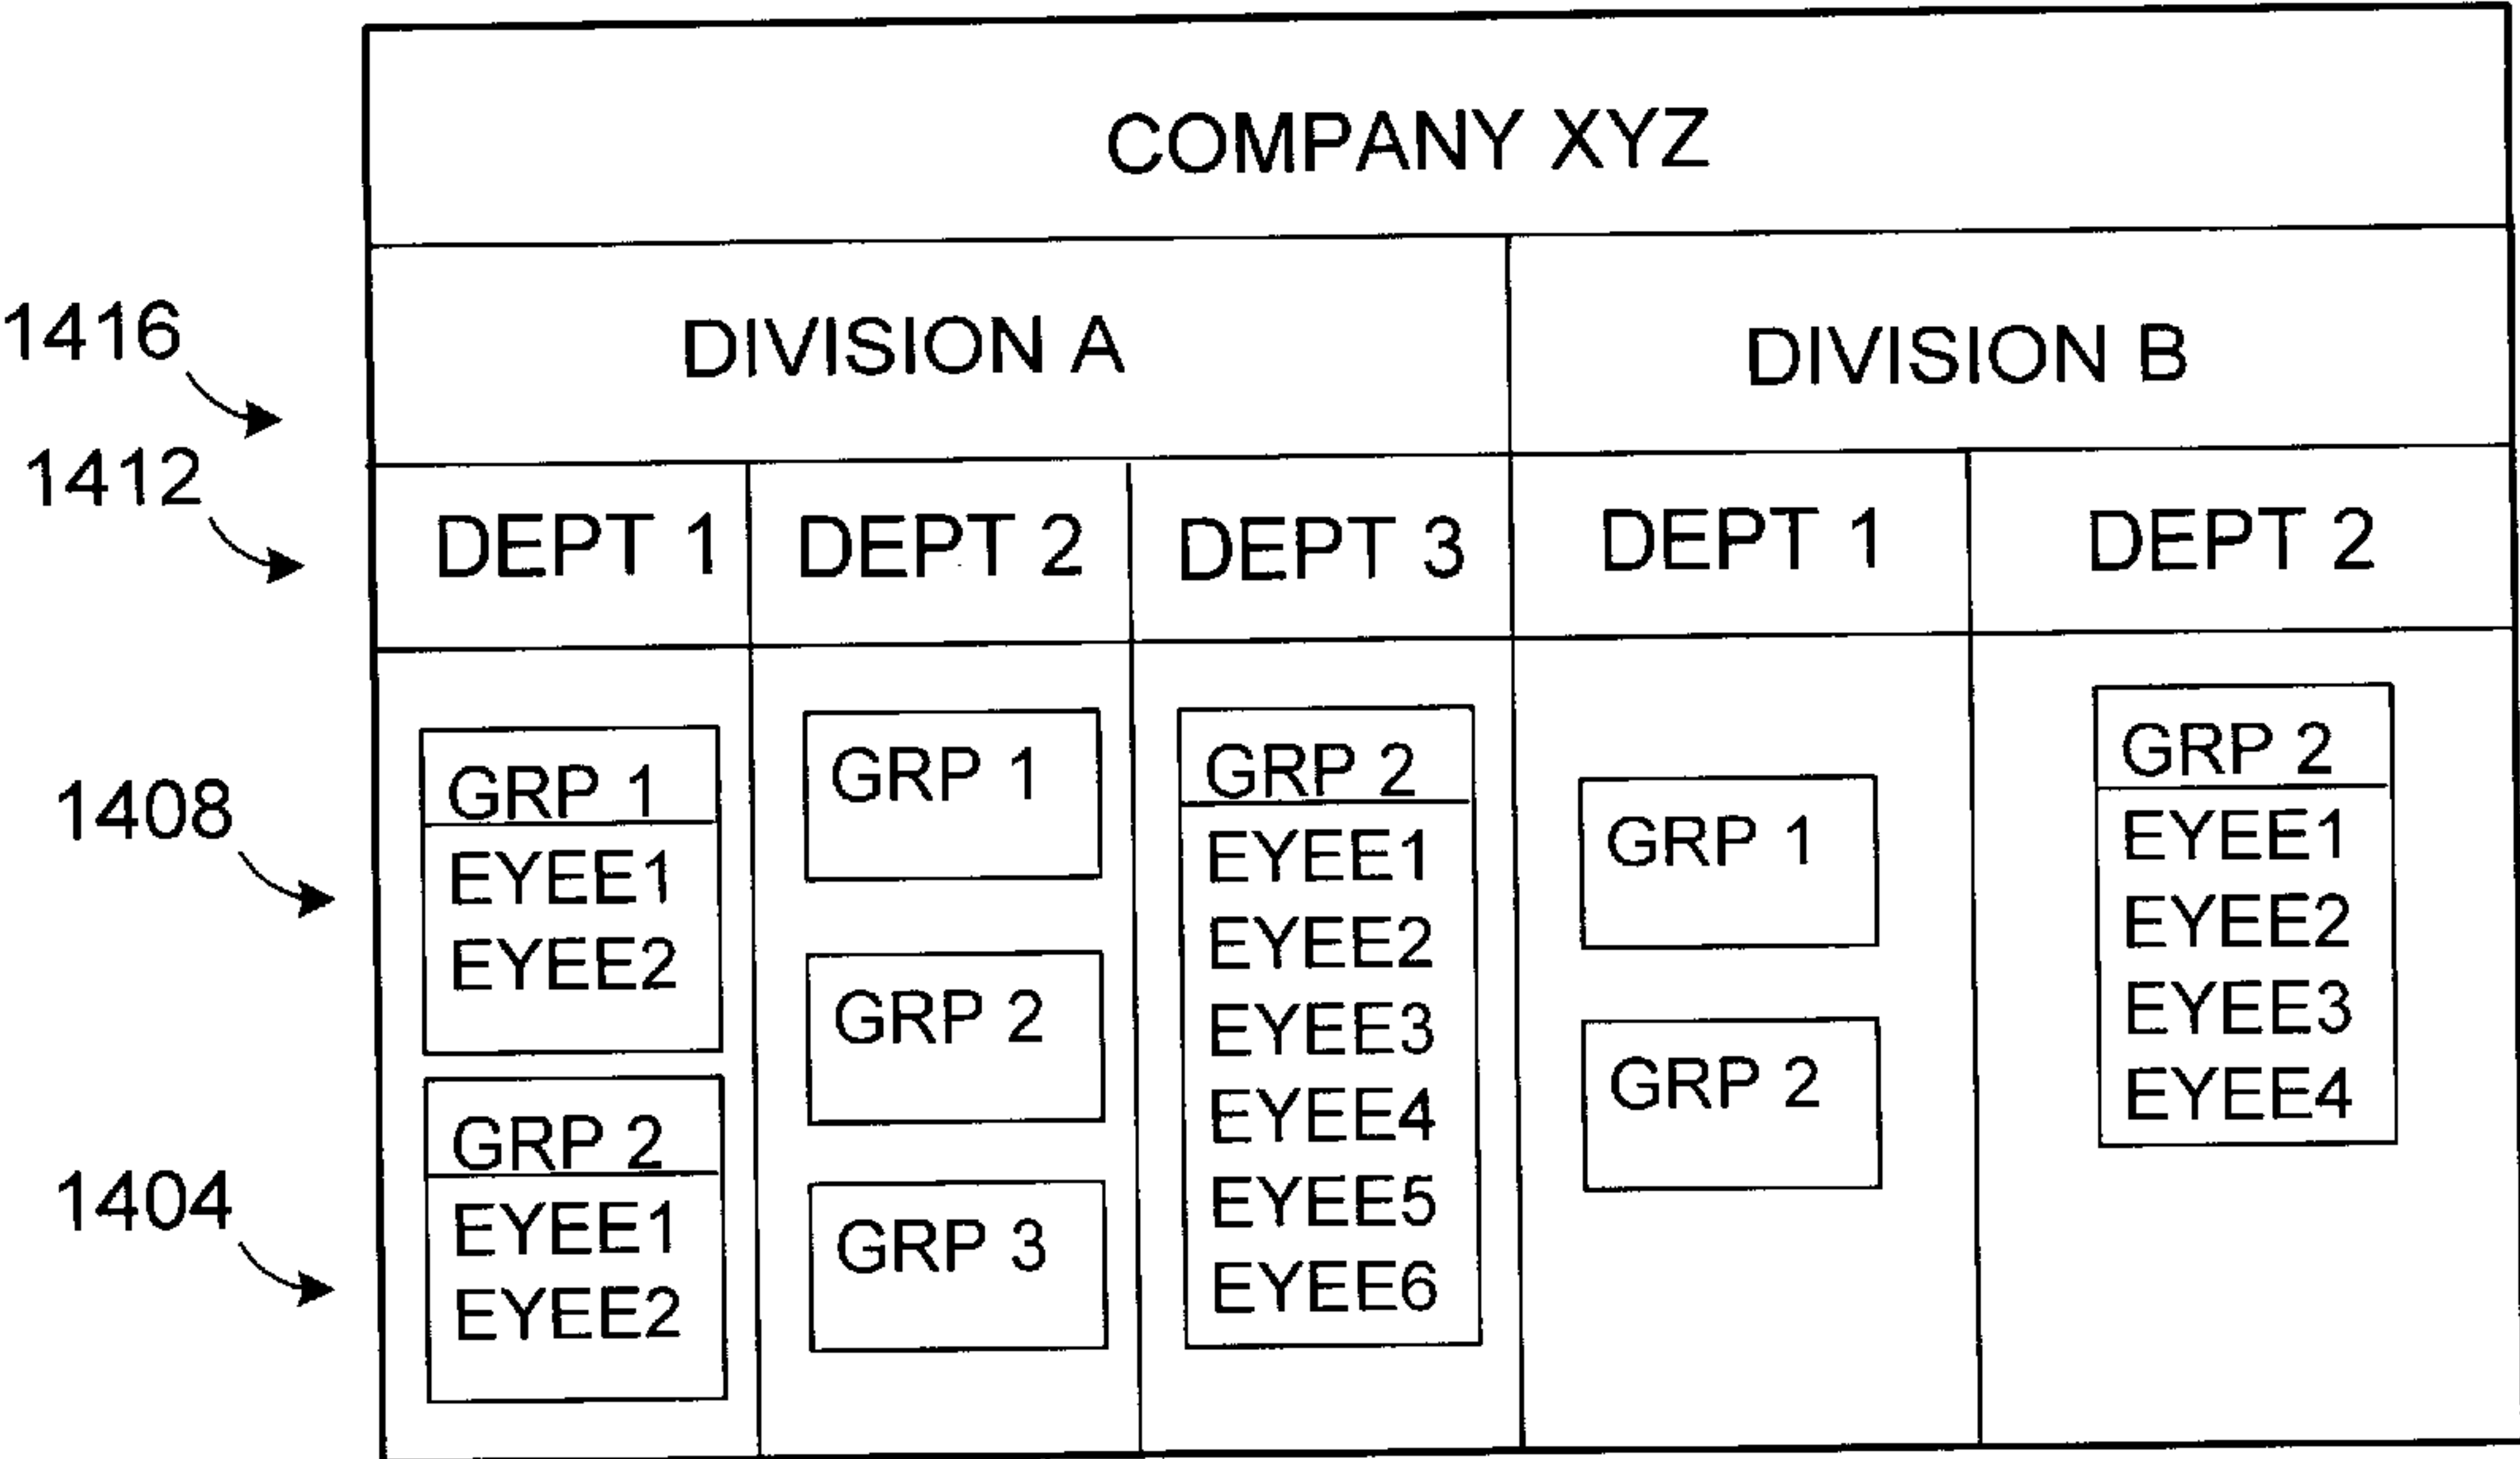 COMPANY XYZ
1416
DIVISION A
DIVISION B
1412
DEPT 1
DEPT 2
DEPT 3
DEPT 1
DEPT 2
1408
1404
GRP 1
EYEE1
EYEE2
GRP 2
EYEE1
EYEE2
GRP 1
GRP 2
GRP 3
GRP 2
EYEE1
EYEE2
EYEE3
EYEE4
EYEE5
EYEE6
GRP 1
GRP 2
GRP 2
EYEE1
EYEE2
EYEE3
EYEE4